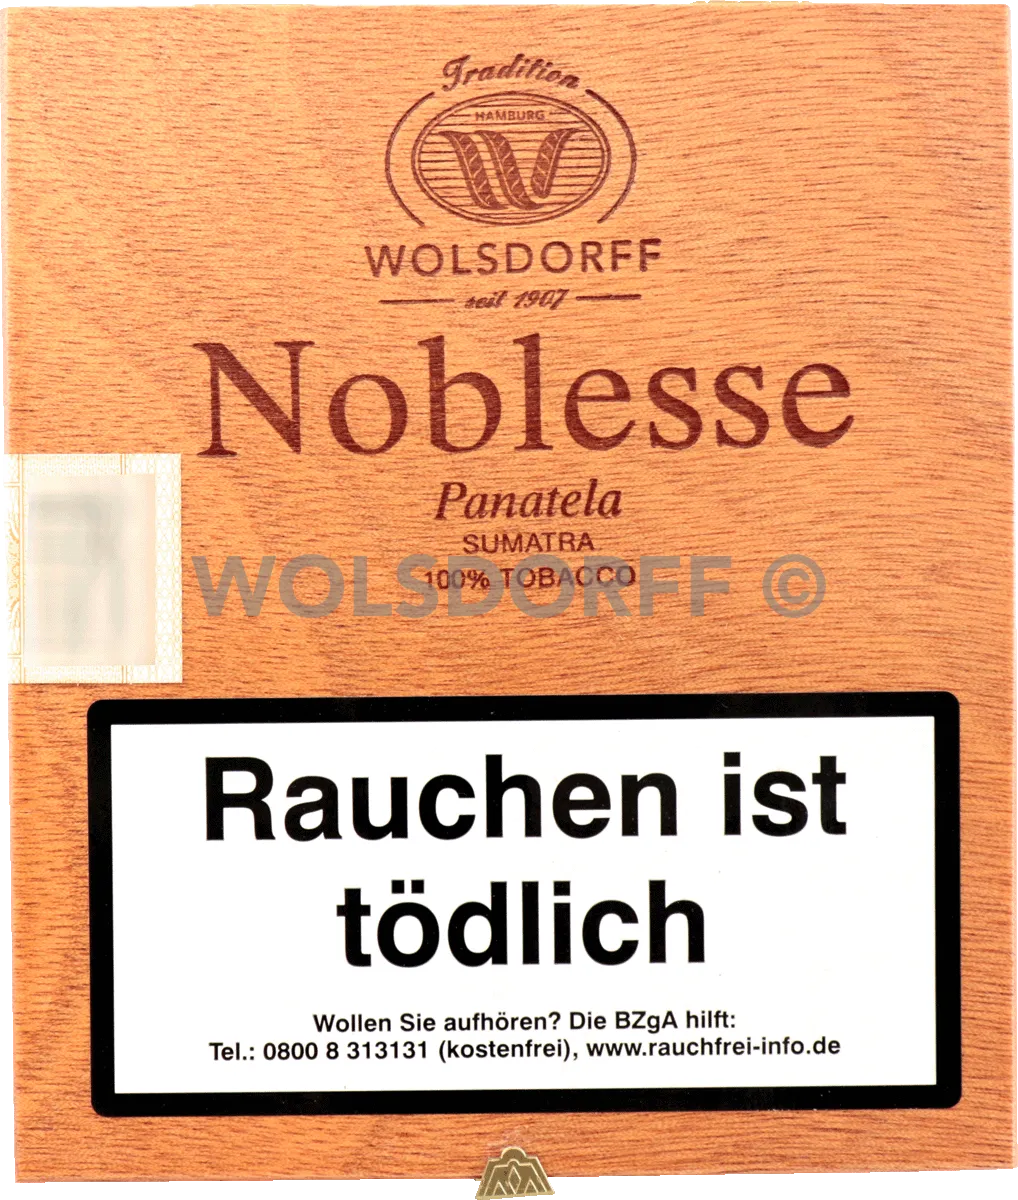 Tradition
HAMBURG
WOLSDORFF
seit 1907
Noblesse
Panatela
SUMATRA
100% TOBACCO
WOLSDORFF ©
Rauchen ist
tödlich
Wollen Sie aufhören? Die BZgA hilft:
Tel.: 0800 8 313131 (kostenfrei), www.rauchfrei-info.de